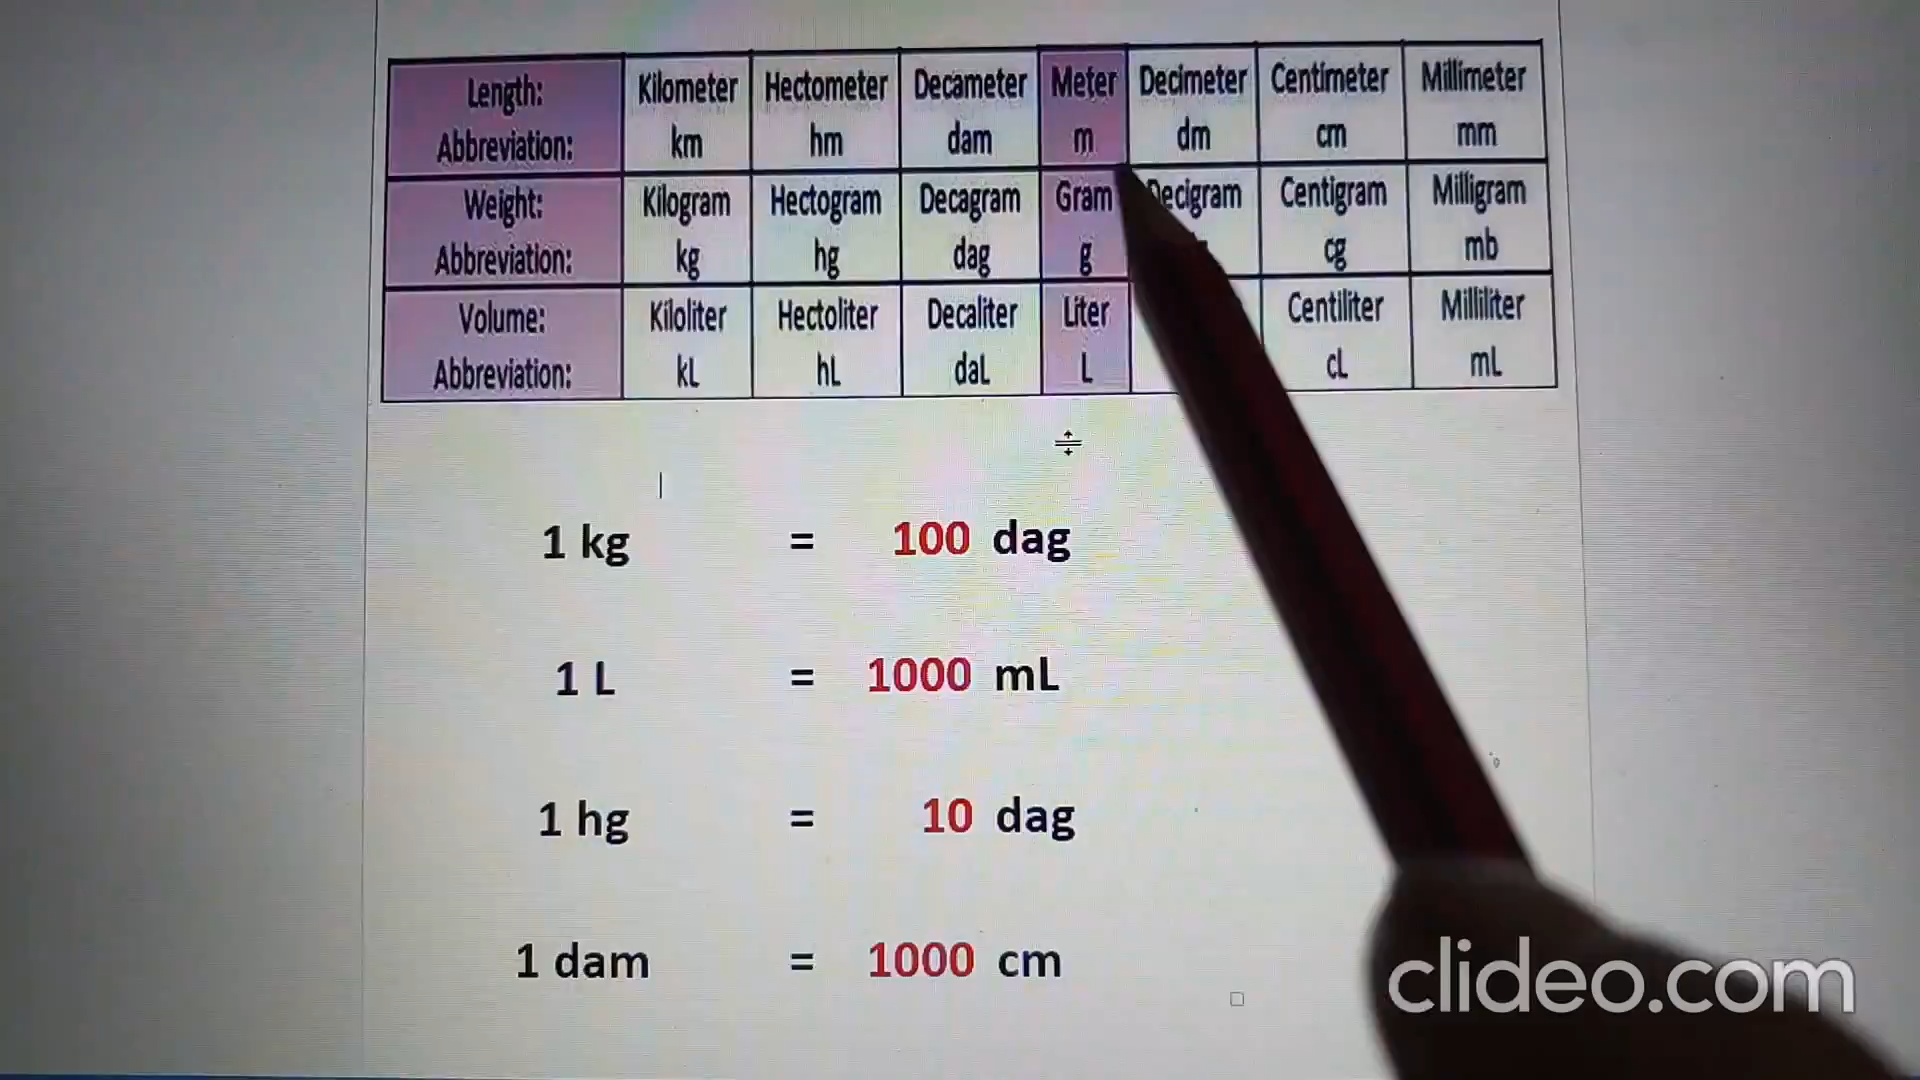 Length: Kilometer Hectometer Decameter Meter Decimeter Centimeter Millimeter
Abbreviation: km hm dam m dm cm mm
Weight: Kilogram Hectogram Decagram Gram Decigram Centigram Milligram
Abbreviation: kg hg dag g cg mb
Volume: Kiloliter Hectoliter Decaliter Liter Centiliter Milliliter
Abbreviation: kL hL daL L cL mL
1 kg = 100 dag
1 L = 1000 mL
1 hg = 10 dag
1 dam = 1000 cm
clideo.com